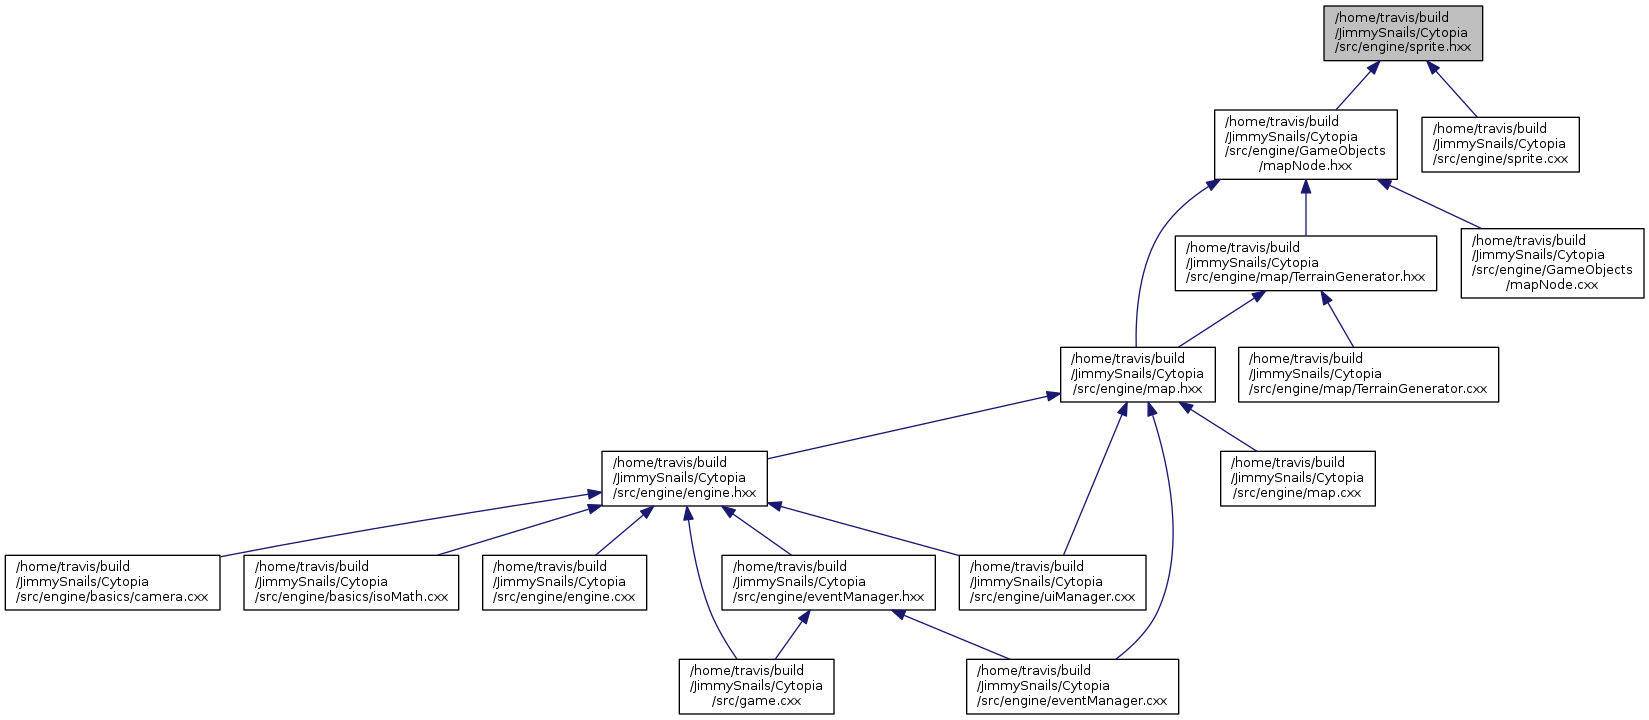 /home/travis/build
/JimmySnails/Cytopia
/src/engine/sprite.hxx
/home/travis/build
/JimmySnails/Cytopia
/src/engine/GameObjects
/mapNode.hxx
/home/travis/build
/JimmySnails/Cytopia
/src/engine/sprite.cxx
/home/travis/build
/JimmySnails/Cytopia
/src/engine/map/TerrainGenerator.hxx
/home/travis/build
/JimmySnails/Cytopia
/src/engine/GameObjects
/mapNode.cxx
/home/travis/build
/JimmySnails/Cytopia
/src/engine/map.hxx
/home/travis/build
/JimmySnails/Cytopia
/src/engine/map/TerrainGenerator.cxx
/home/travis/build
/JimmySnails/Cytopia
/src/engine/engine.hxx
/home/travis/build
/JimmySnails/Cytopia
/src/engine/map.cxx
/home/travis/build
/JimmySnails/Cytopia
/src/engine/basics/camera.cxx
/home/travis/build
/JimmySnails/Cytopia
/src/engine/basics/isoMath.cxx
/home/travis/build
/JimmySnails/Cytopia
/src/engine/engine.cxx
/home/travis/build
/JimmySnails/Cytopia
/src/engine/eventManager.hxx
/home/travis/build
/JimmySnails/Cytopia
/src/engine/uiManager.cxx
/home/travis/build
/JimmySnails/Cytopia
/src/game.cxx
/home/travis/build
/JimmySnails/Cytopia
/src/engine/eventManager.cxx